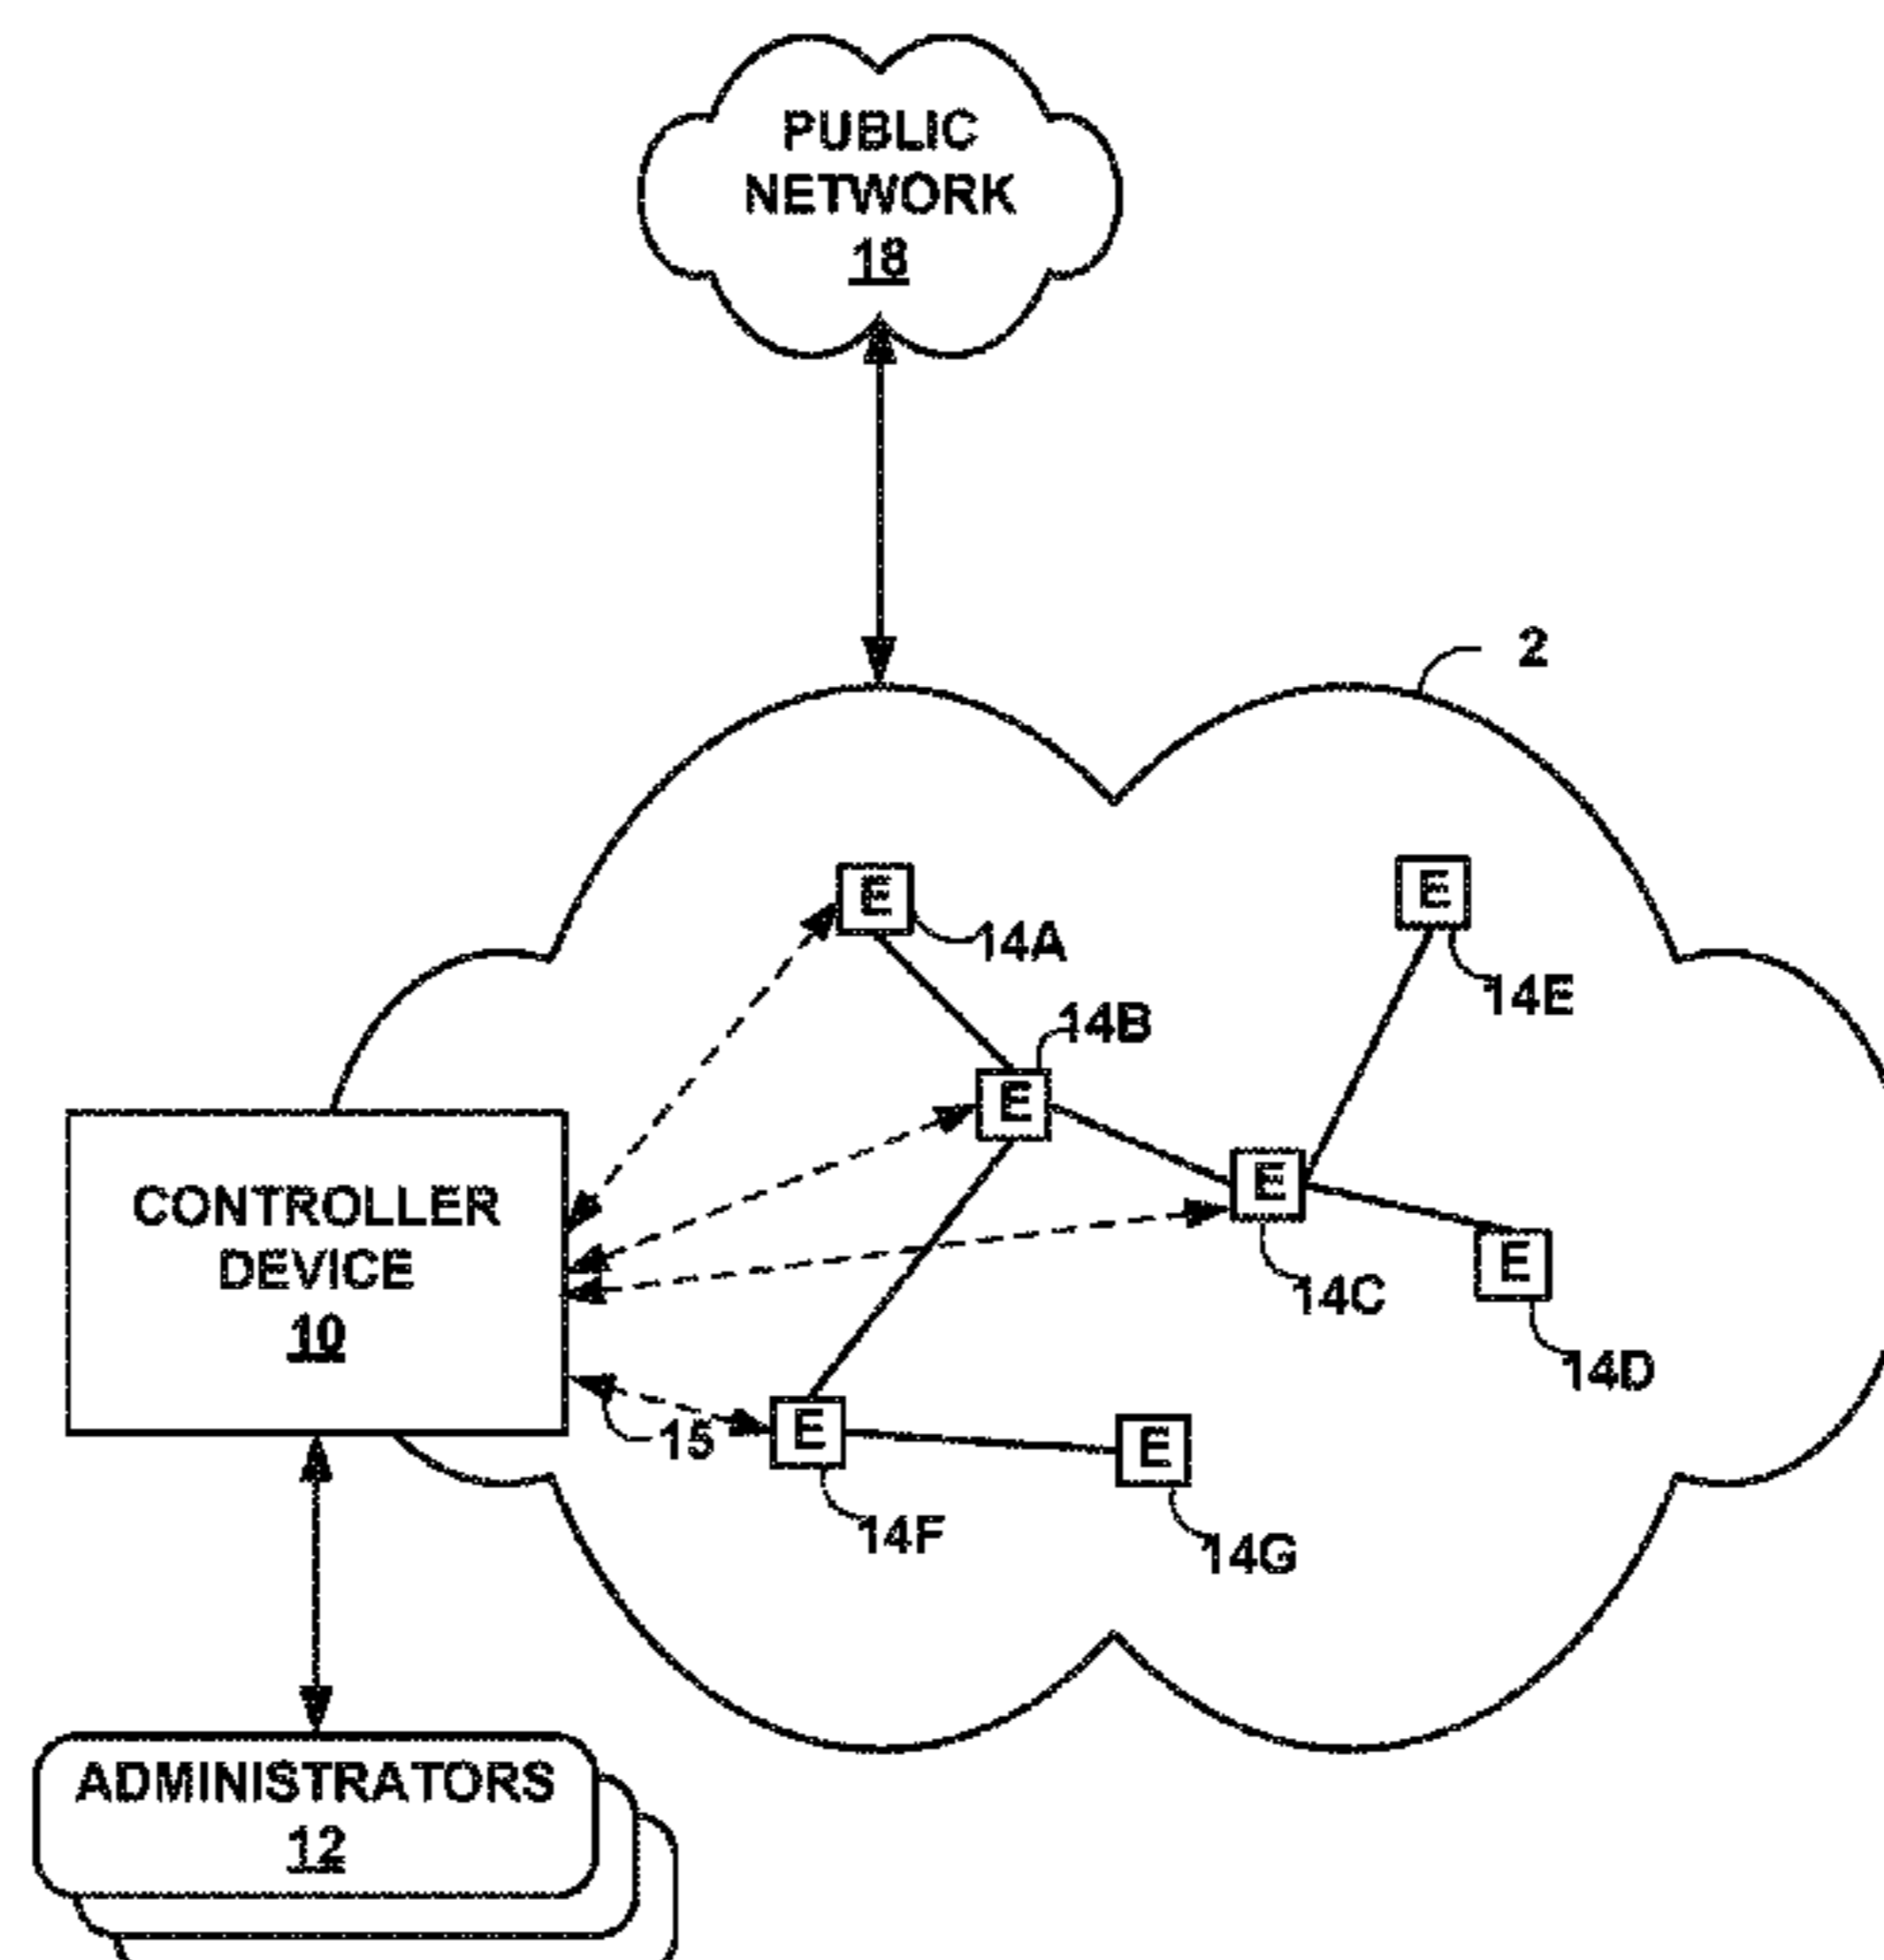 PUBLIC
NETWORK
18
2
E
14A
E
14E
14B
E
CONTROLLER
DEVICE
10
E
14C
E
14D
15
E
14F
E
14G
ADMINISTRATORS
12